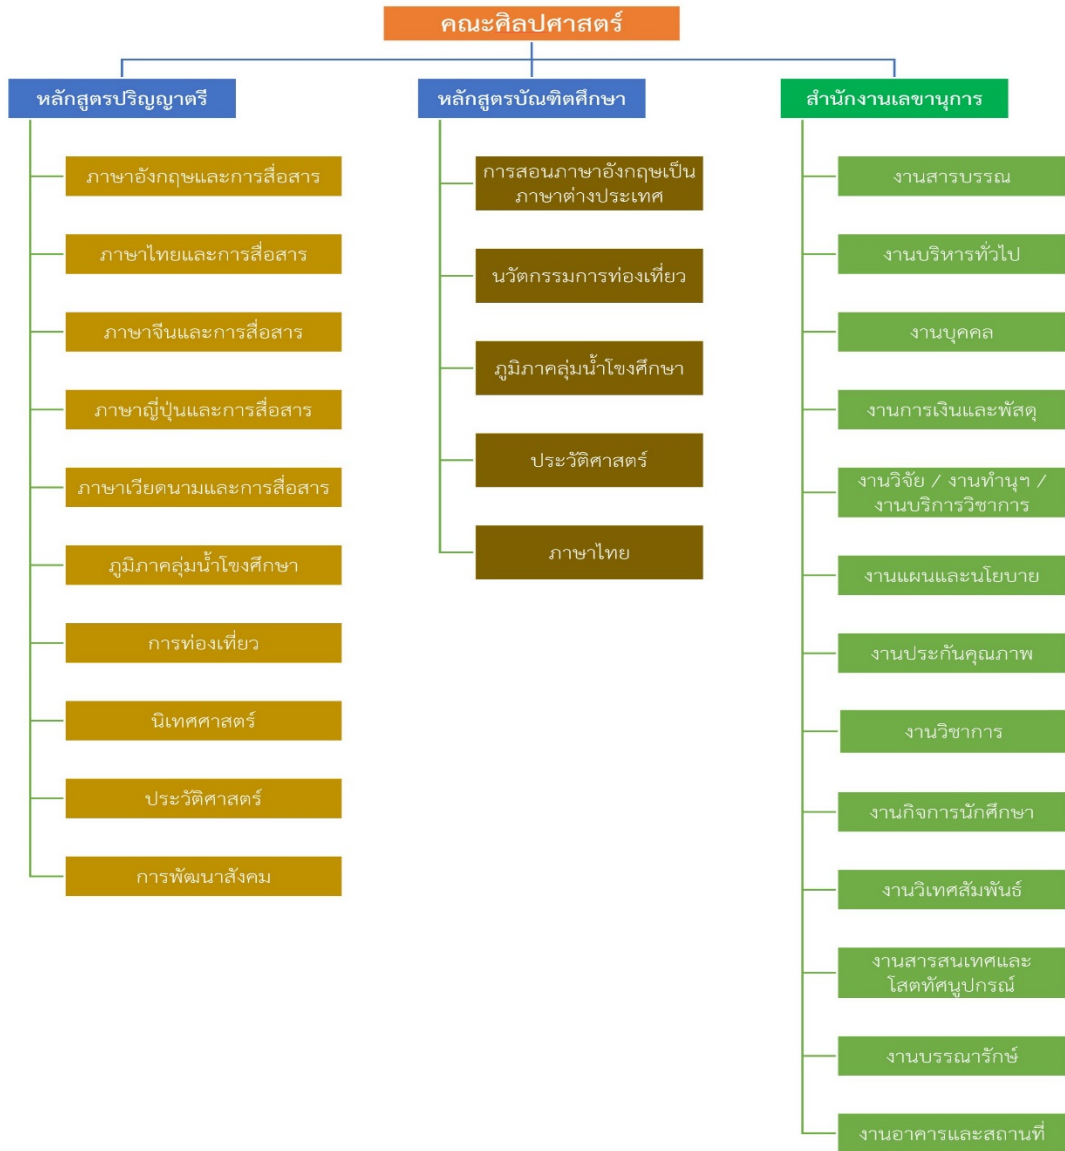 คณะศิลปศาสตร์
หลักสูตรปริญญาตรี
ภาษาอังกฤษและการสื่อสาร
ภาษาไทยและการสื่อสาร
ภาษาจีนและการสื่อสาร
ภาษาญี่ปุ่นและการสื่อสาร
ภาษาเวียดนามและการสื่อสาร
ภูมิภาคลุ่มน้ำโขงศึกษา
การท่องเที่ยว
นิเทศศาสตร์
ประวัติศาสตร์
การพัฒนาสังคม
หลักสูตรบัณฑิตศึกษา
การสอนภาษาอังกฤษเป็น
ภาษาต่างประเทศ
นวัตกรรมการท่องเที่ยว
ภูมิภาคลุ่มน้ำโขงศึกษา
ประวัติศาสตร์
ภาษาไทย
สำนักงานเลขานุการ
งานสารบรรณ
งานบริหารทั่วไป
งานบุคคล
งานการเงินและพัสดุ
งานวิจัย / งานทำนุฯ /
งานบริการวิชาการ
งานแผนและนโยบาย
งานประกันคุณภาพ
งานวิชาการ
งานกิจการนักศึกษา
งานวิเทศสัมพันธ์
งานสารสนเทศและ
โสตทัศนูปกรณ์
งานบรรณารักษ์
งานอาคารและสถานที่